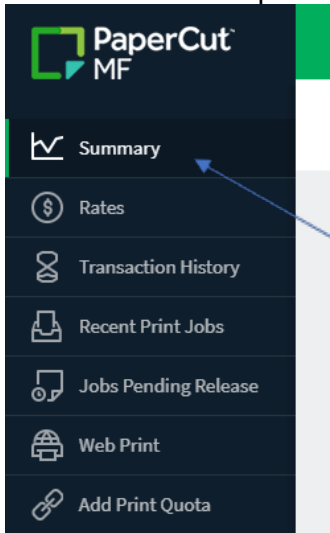 PaperCut
MF
Summary
Rates
Transaction History
Recent Print Jobs
Jobs Pending Release
Web Print
Add Print Quota